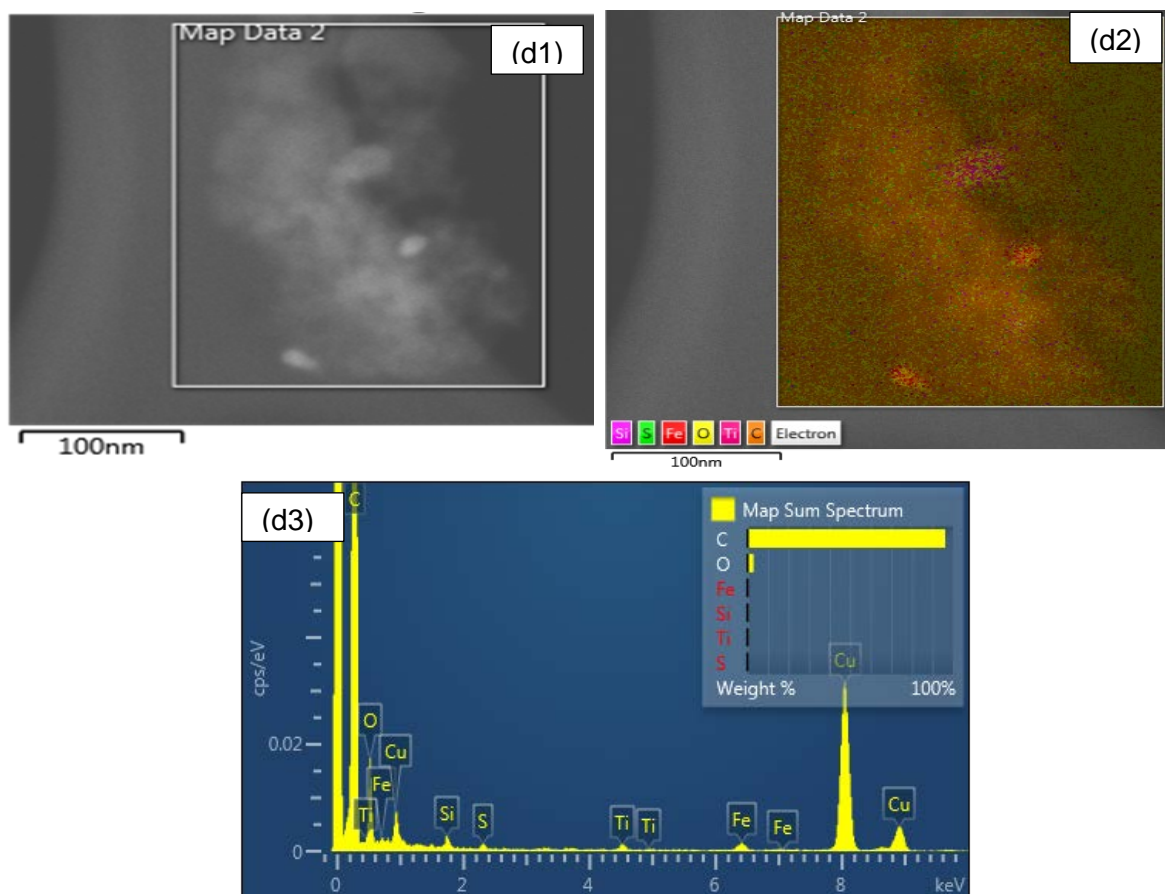 Map Data 2
(d1)
100nm
Map Data 2
(d2)
Si S Fe O Ti C Electron
100nm
(d3)
C
O
Ti
Fe
Cu
Si
S
Ti
Ti
Fe
Fe
Cu
Cu
Map Sum Spectrum
C
O
Fe
Si
Ti
S
Weight % 100%
cps/eV
0.02
0
0 2 4 6 8 keV